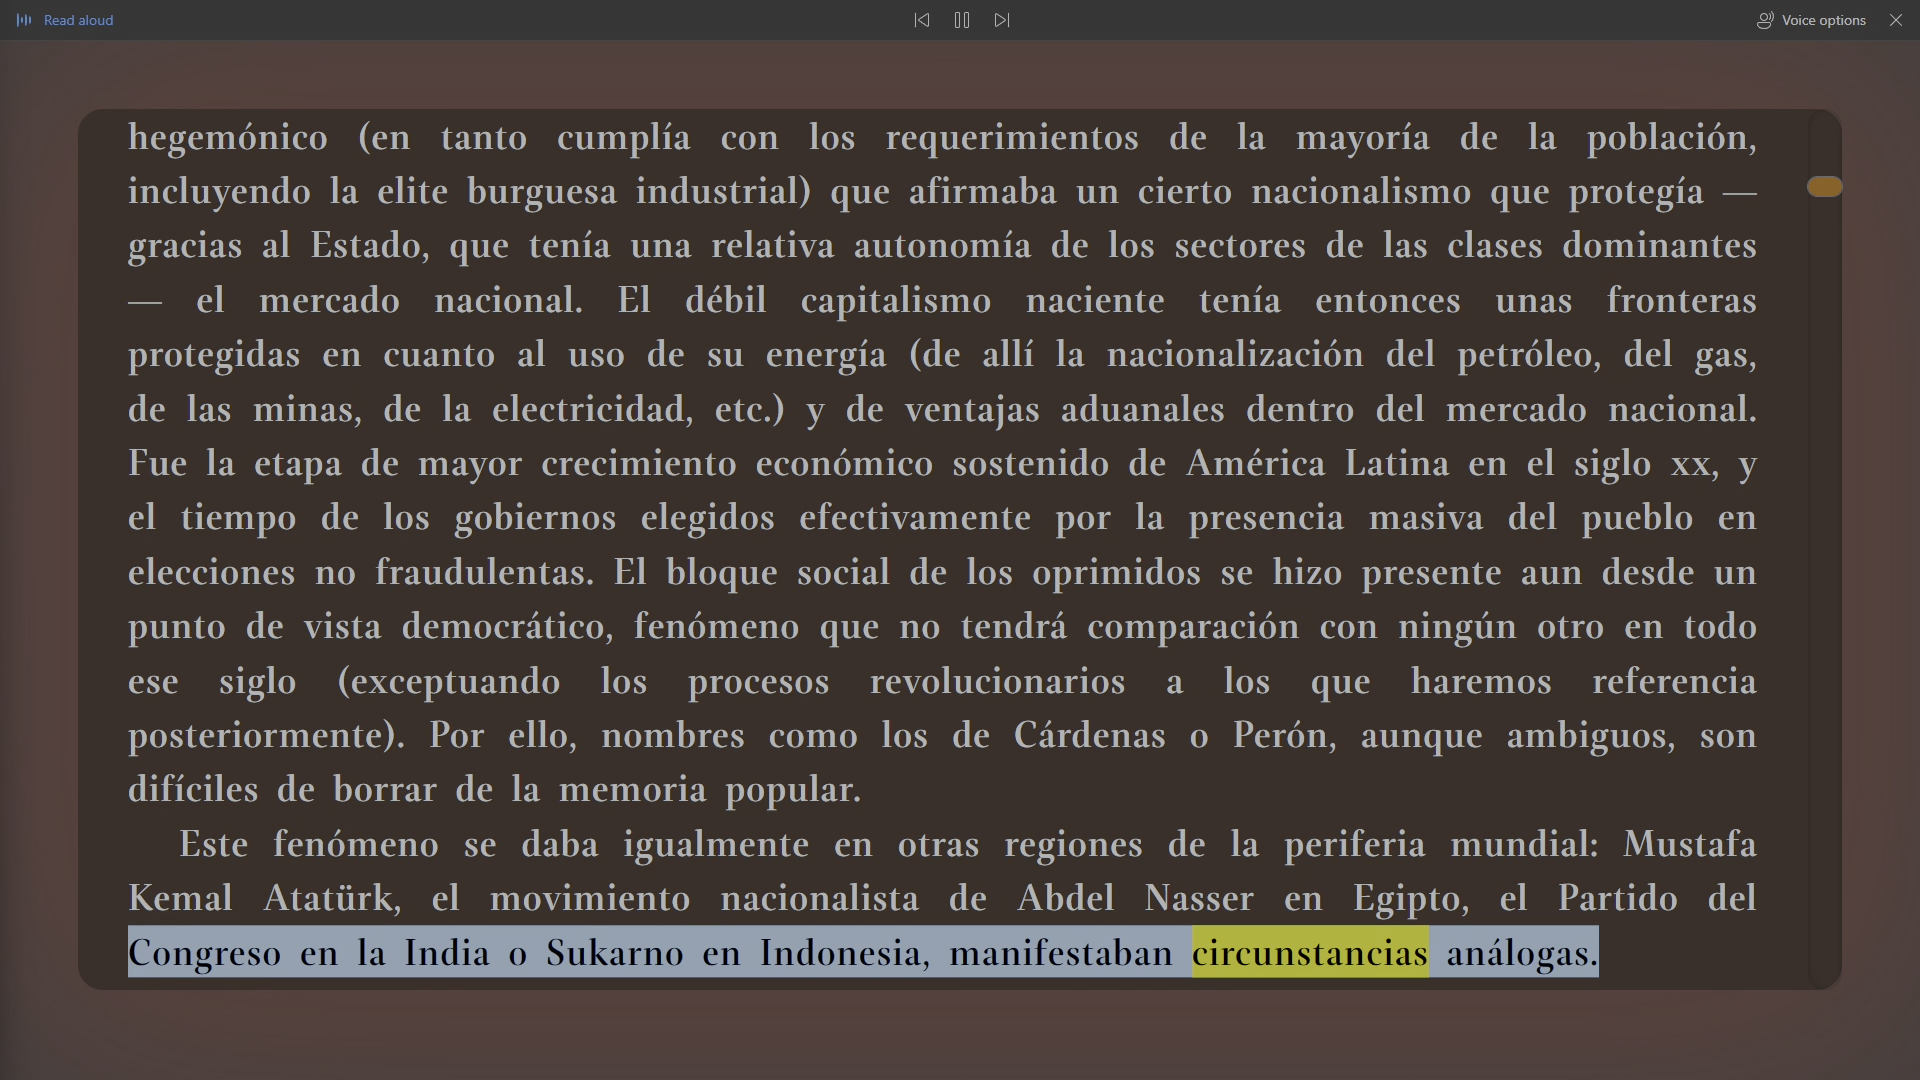 Read aloud
Voice options
hegemónico (en tanto cumplía con los requerimientos de la mayoría de la población,
incluyendo la elite burguesa industrial) que afirmaba un cierto nacionalismo que protegía —
gracias al Estado, que tenía una relativa autonomía de los sectores de las clases dominantes
— el mercado nacional. El débil capitalismo naciente tenía entonces unas fronteras
protegidas en cuanto al uso de su energía (de allí la nacionalización del petróleo, del gas,
de las minas, de la electricidad, etc.) y de ventajas aduanales dentro del mercado nacional.
Fue la etapa de mayor crecimiento económico sostenido de América Latina en el siglo xx, y
el tiempo de los gobiernos elegidos efectivamente por la presencia masiva del pueblo en
elecciones no fraudulentas. El bloque social de los oprimidos se hizo presente aun desde un
punto de vista democrático, fenómeno que no tendrá comparación con ningún otro en todo
ese siglo (exceptuando los procesos revolucionarios a los que haremos referencia
posteriormente). Por ello, nombres como los de Cárdenas o Perón, aunque ambiguos, son
difíciles de borrar de la memoria popular.
Este fenómeno se daba igualmente en otras regiones de la periferia mundial: Mustafa
Kemal Atatürk, el movimiento nacionalista de Abdel Nasser en Egipto, el Partido del
Congreso en la India o Sukarno en Indonesia, manifestaban circunstancias análogas.